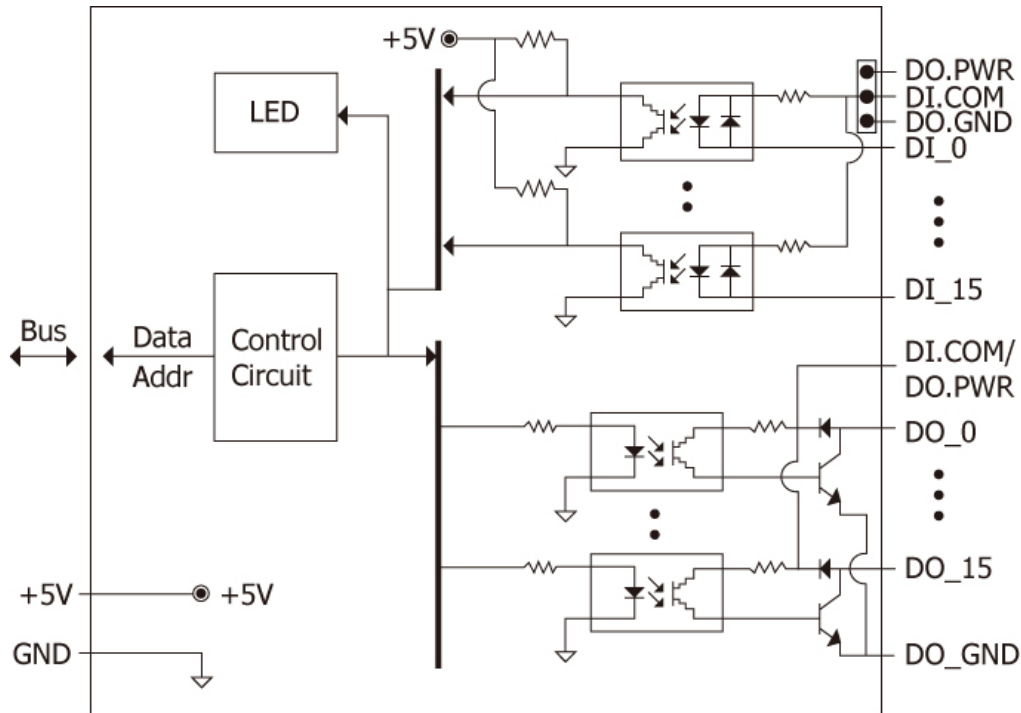 +5V
LED
DO.PWR
DI.COM
DO.GND
DI_0
DI_15
Bus
Data
Addr
Control
Circuit
DI.COM/
DO.PWR
DO_0
DO_15
+5V
+5V
GND
DO_GND